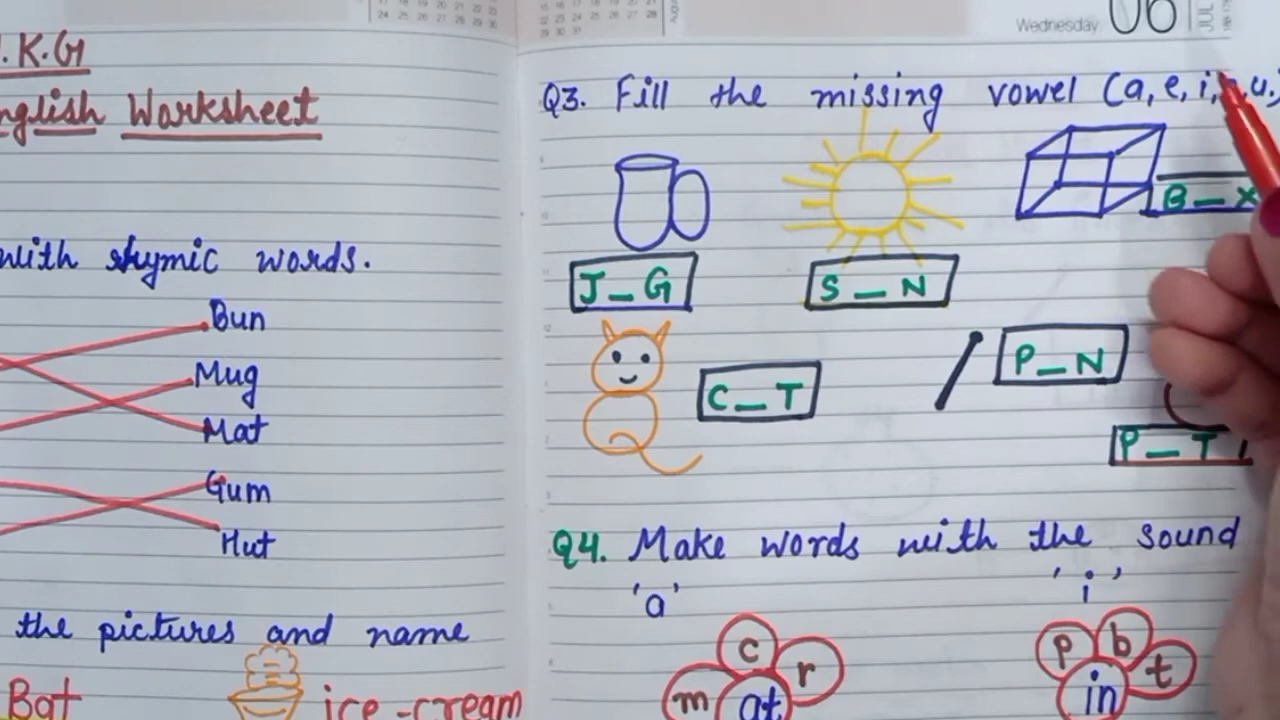 .K.G
nglish Worksheet
with rhymic words.
Bun
Mug
Mat
Gum
Hut
the pictures and name
Bat
ice-cream
Wednesday 06 JUL
Q3. Fill the missing vowel (a, e, i, , u,
J_G
S_N
B_X
C_T
P_N
P_T
Q4. Make words with the sound
'a'
'i'
c
r
m
at
p
b
t
in